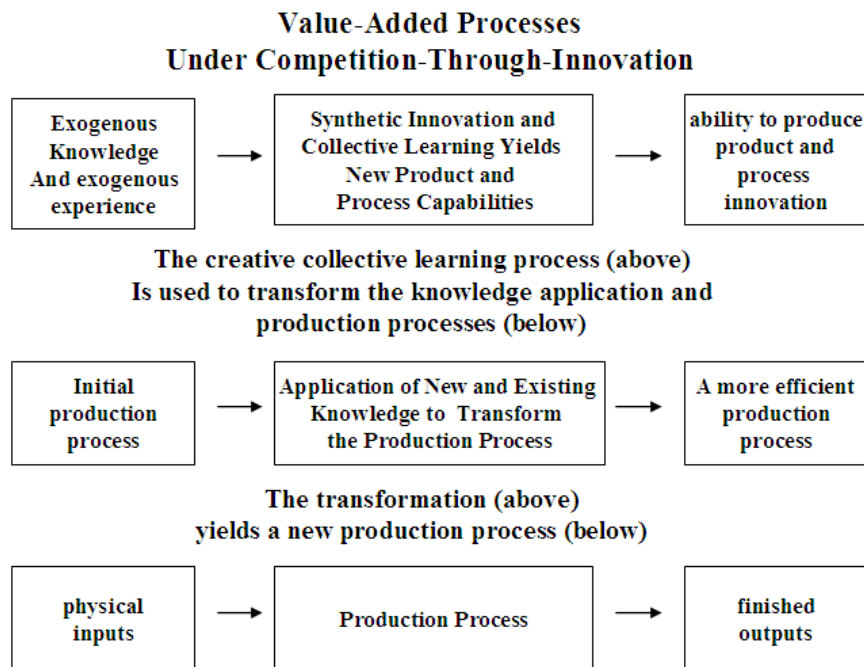 Value-Added Processes
Under Competition-Through-Innovation
Exogenous
Knowledge
And exogenous
experience
Synthetic Innovation and
Collective Learning Yields
New Product and
Process Capabilities
ability to produce
product and
process
innovation
The creative collective learning process (above)
Is used to transform the knowledge application and
production processes (below)
Initial
production
process
Application of New and Existing
Knowledge to Transform
the Production Process
A more efficient
production
process
The transformation (above)
yields a new production process (below)
physical
inputs
Production Process
finished
outputs